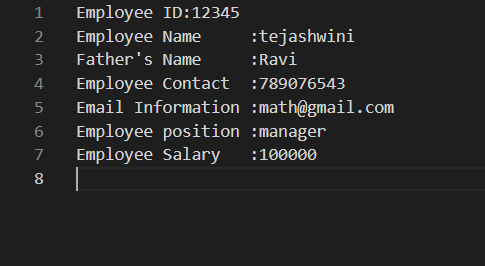 1 Employee ID:12345
2 Employee Name     :tejashwini
3 Father's Name     :Ravi
4 Employee Contact  :789076543
5 Email Information :math@gmail.com
6 Employee position :manager
7 Employee Salary   :100000
8